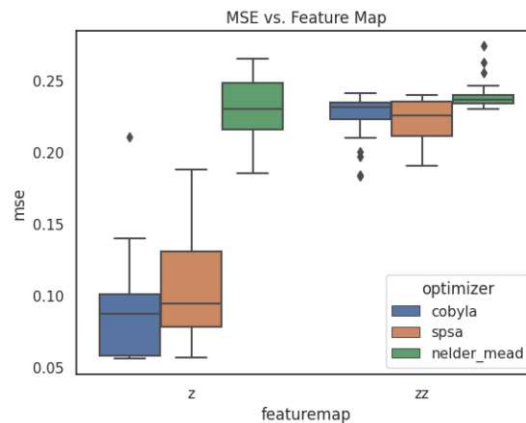 MSE vs. Feature Map
0.25
0.20
0.15
0.10
0.05
mse
z
zz
featuremap
optimizer
cobyla
spsa
nelder_mead